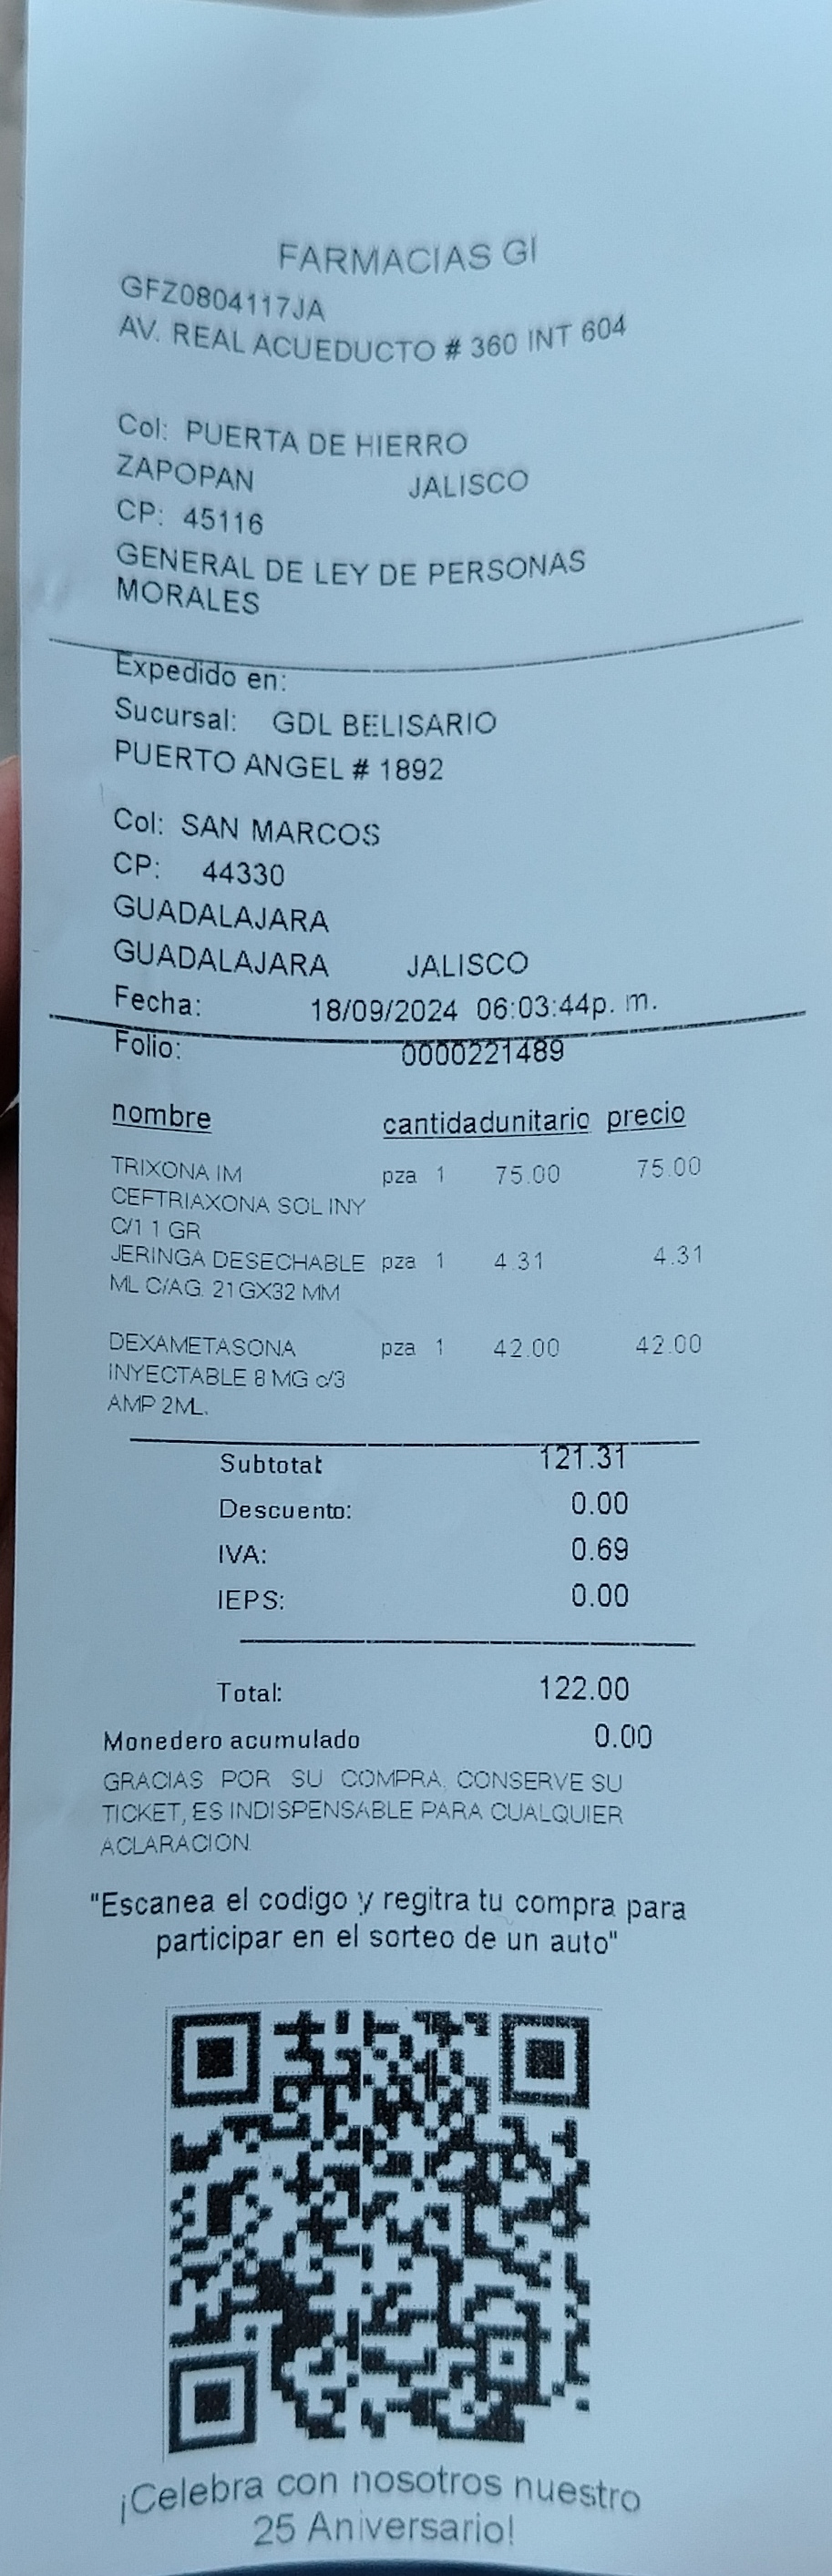 FARMACIAS GI
GFZ0804117JA
AV. REAL ACUEDUCTO # 360 INT 604
Col: PUERTA DE HIERRO
ZAPOPAN JALISCO
CP: 45116
GENERAL DE LEY DE PERSONAS
MORALES
Expedido en:
Sucursal: GDL BELISARIO
PUERTO ANGEL # 1892
Col: SAN MARCOS
CP: 44330
GUADALAJARA
GUADALAJARA JALISCO
Fecha: 18/09/2024 06:03:44p. m.
Folio: 0000221489
nombre cantidadunitario precio
TRIXONA IM pza 1 75.00 75.00
CEFTRIAXONA SOL INY
C/1 1 GR
JERINGA DESECHABLE pza 1 4.31 4.31
ML C/AG. 21GX32 MM
DEXAMETASONA pza 1 42.00 42.00
INYECTABLE 8 MG c/3
AMP 2ML.
Subtotal: 121.31
Descuento: 0.00
IVA: 0.69
IEPS: 0.00
Total: 122.00
Monedero acumulado 0.00
GRACIAS POR SU COMPRA, CONSERVE SU
TICKET, ES INDISPENSABLE PARA CUALQUIER
ACLARACION.
"Escanea el codigo y regitra tu compra para
participar en el sorteo de un auto"
¡Celebra con nosotros nuestro
25 Aniversario!